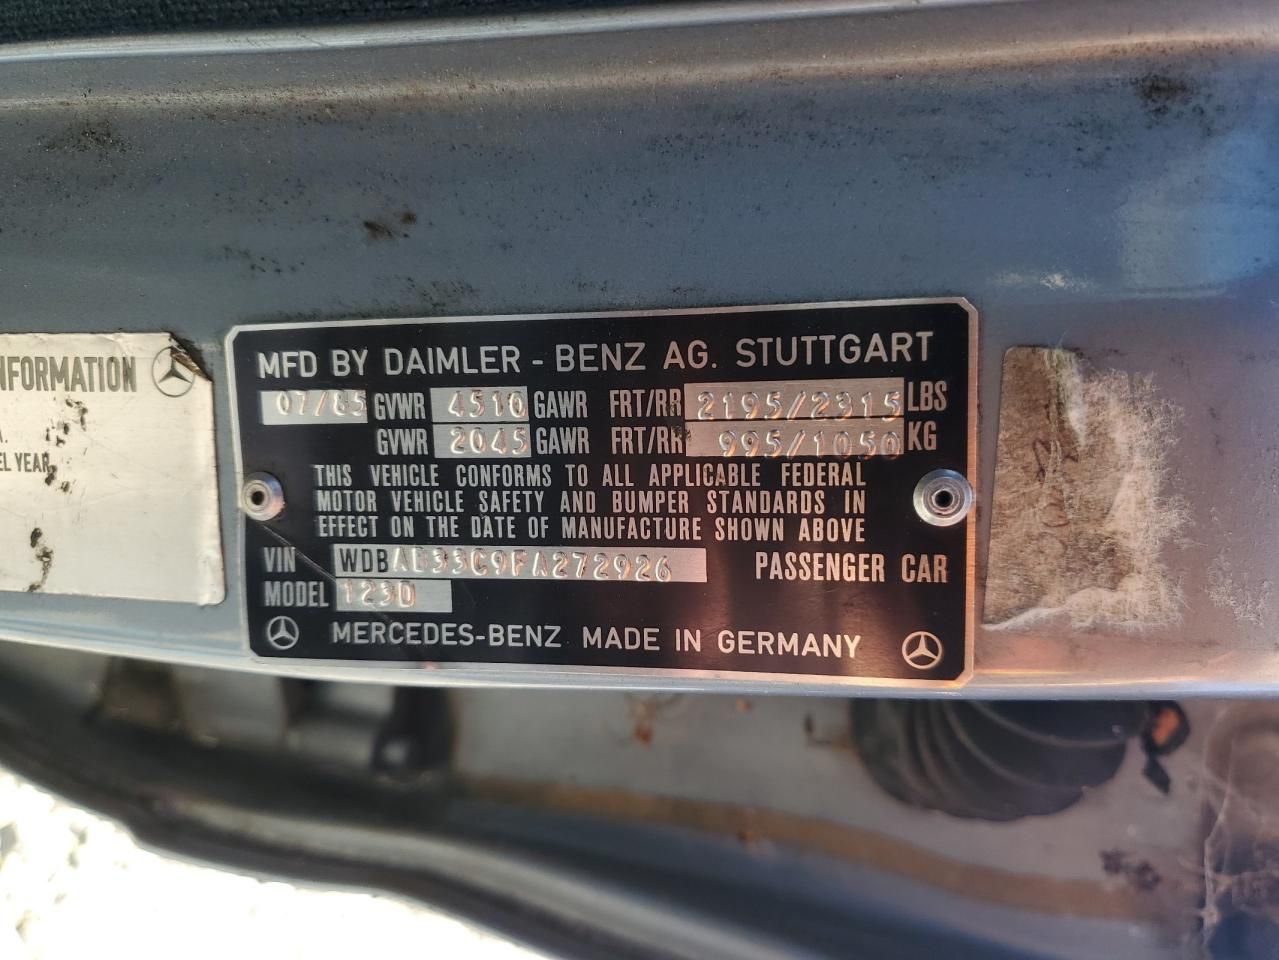 NFORMATION
EL YEAR
MFD BY DAIMLER - BENZ AG. STUTTGART
07/85 GVWR 4510 GAWR FRT/RR 2195/2315 LBS
GVWR 2045 GAWR FRT/RR 995/1050 KG
THIS VEHICLE CONFORMS TO ALL APPLICABLE FEDERAL
MOTOR VEHICLE SAFETY AND BUMPER STANDARDS IN
EFFECT ON THE DATE OF MANUFACTURE SHOWN ABOVE
VIN WDBAB33C9FA272926 PASSENGER CAR
MODEL 123D
MERCEDES-BENZ MADE IN GERMANY